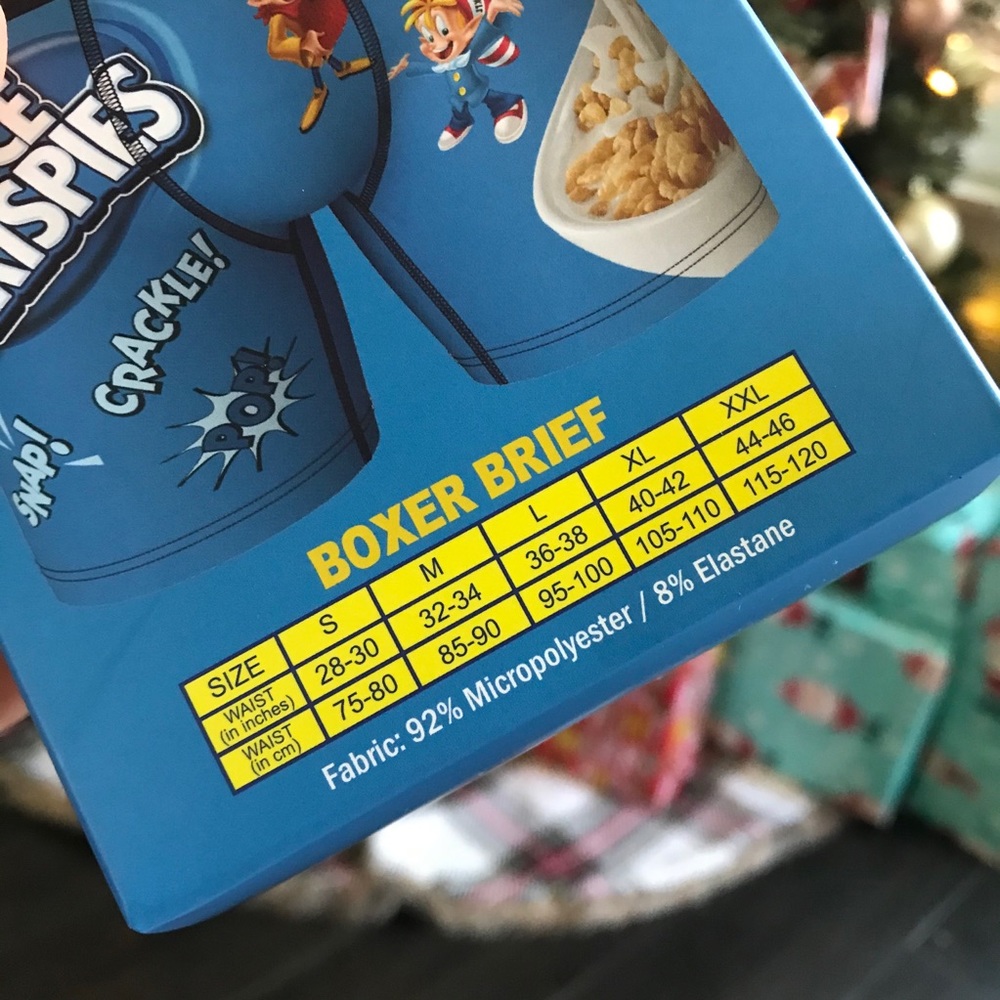 CRACKLE!
POP!
SNAP!
BOXER BRIEF
SIZE S M L XL XXL
WAIST (in inches) 28-30 32-34 36-38 40-42 44-46
WAIST (in cm) 75-80 85-90 95-100 105-110 115-120
Fabric: 92% Micropolyester / 8% Elastane